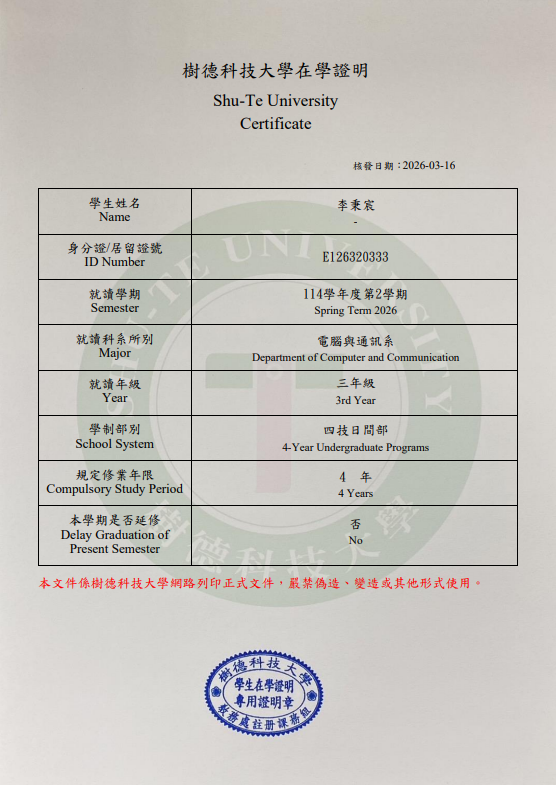 樹德科技大學在學證明
Shu-Te University
Certificate
核發日期：2026-03-16
學生姓名
Name
李秉宸
-
身分證/居留證號
ID Number
E126320333
就讀學期
Semester
114學年度第2學期
Spring Term 2026
就讀科系所別
Major
電腦與通訊系
Department of Computer and Communication
就讀年級
Year
三年級
3rd Year
學制部別
School System
四技日間部
4-Year Undergraduate Programs
規定修業年限
Compulsory Study Period
4 年
4 Years
本學期是否延修
Delay Graduation of
Present Semester
否
No
SHU-TE UNIVERSITY
樹德科技大學
本文件係樹德科技大學網路列印正式文件，嚴禁偽造、變造或其他形式使用。
樹德科技大學
學生在學證明
專用證明章
教務處註冊課務組